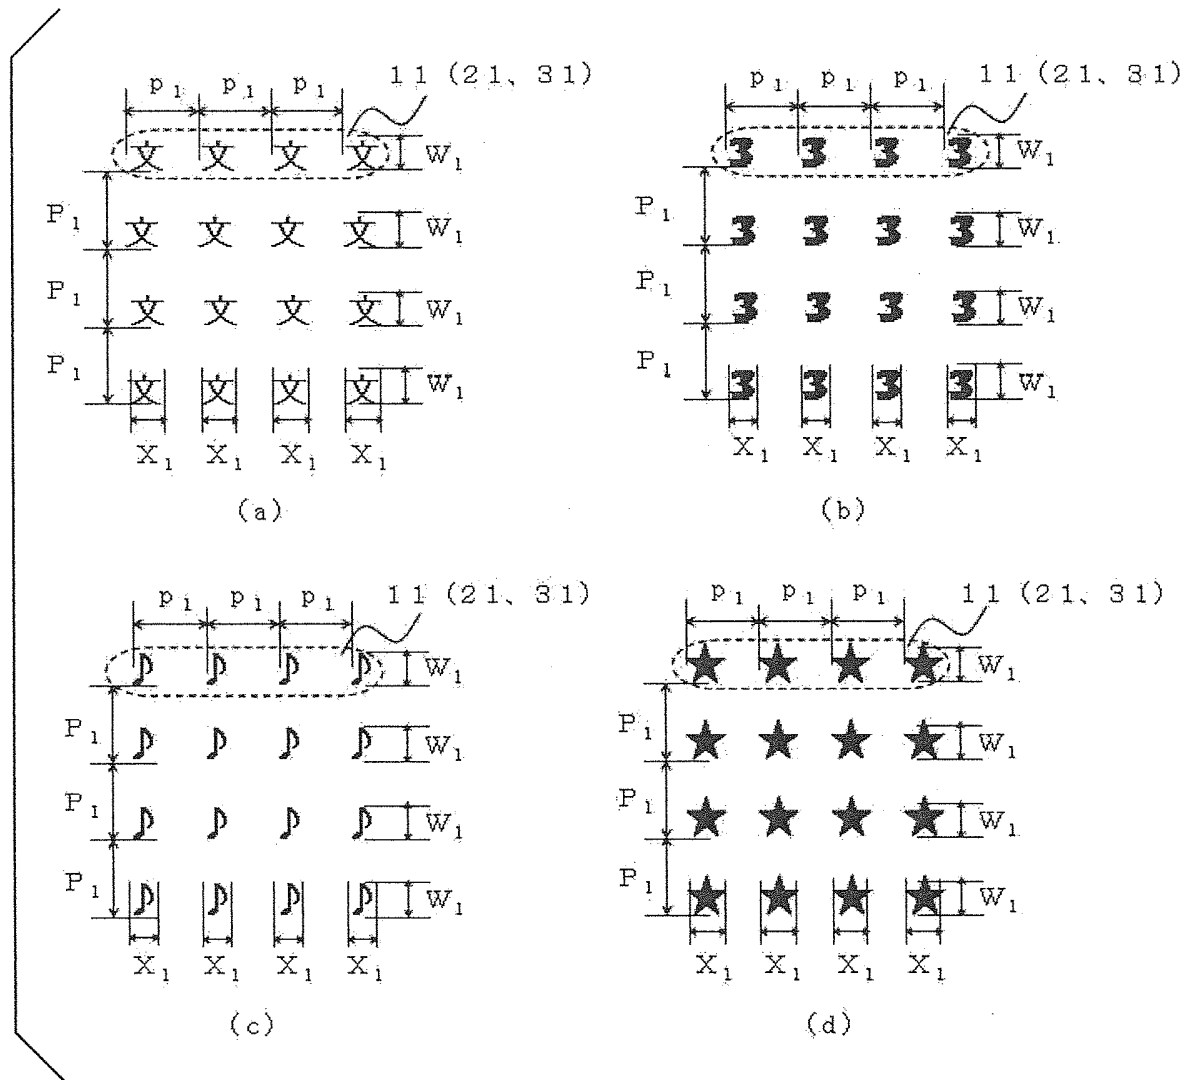 p₁ p₁ p₁ 11(21、31)
文 文 文 文 W₁
P₁
文 文 文 文 W₁
P₁
文 文 文 文 W₁
P₁
文 文 文 文 W₁
X₁ X₁ X₁ X₁
(a)
p₁ p₁ p₁ 11(21、31)
3 3 3 3 W₁
P₁
3 3 3 3 W₁
P₁
3 3 3 3 W₁
P₁
3 3 3 3 W₁
X₁ X₁ X₁ X₁
(b)
p₁ p₁ p₁ 11(21、31)
♪ ♪ ♪ ♪ W₁
P₁
♪ ♪ ♪ ♪ W₁
P₁
♪ ♪ ♪ ♪ W₁
P₁
♪ ♪ ♪ ♪ W₁
X₁ X₁ X₁ X₁
(c)
p₁ p₁ p₁ 11(21、31)
★ ★ ★ ★ W₁
P₁
★ ★ ★ ★ W₁
P₁
★ ★ ★ ★ W₁
P₁
★ ★ ★ ★ W₁
X₁ X₁ X₁ X₁
(d)